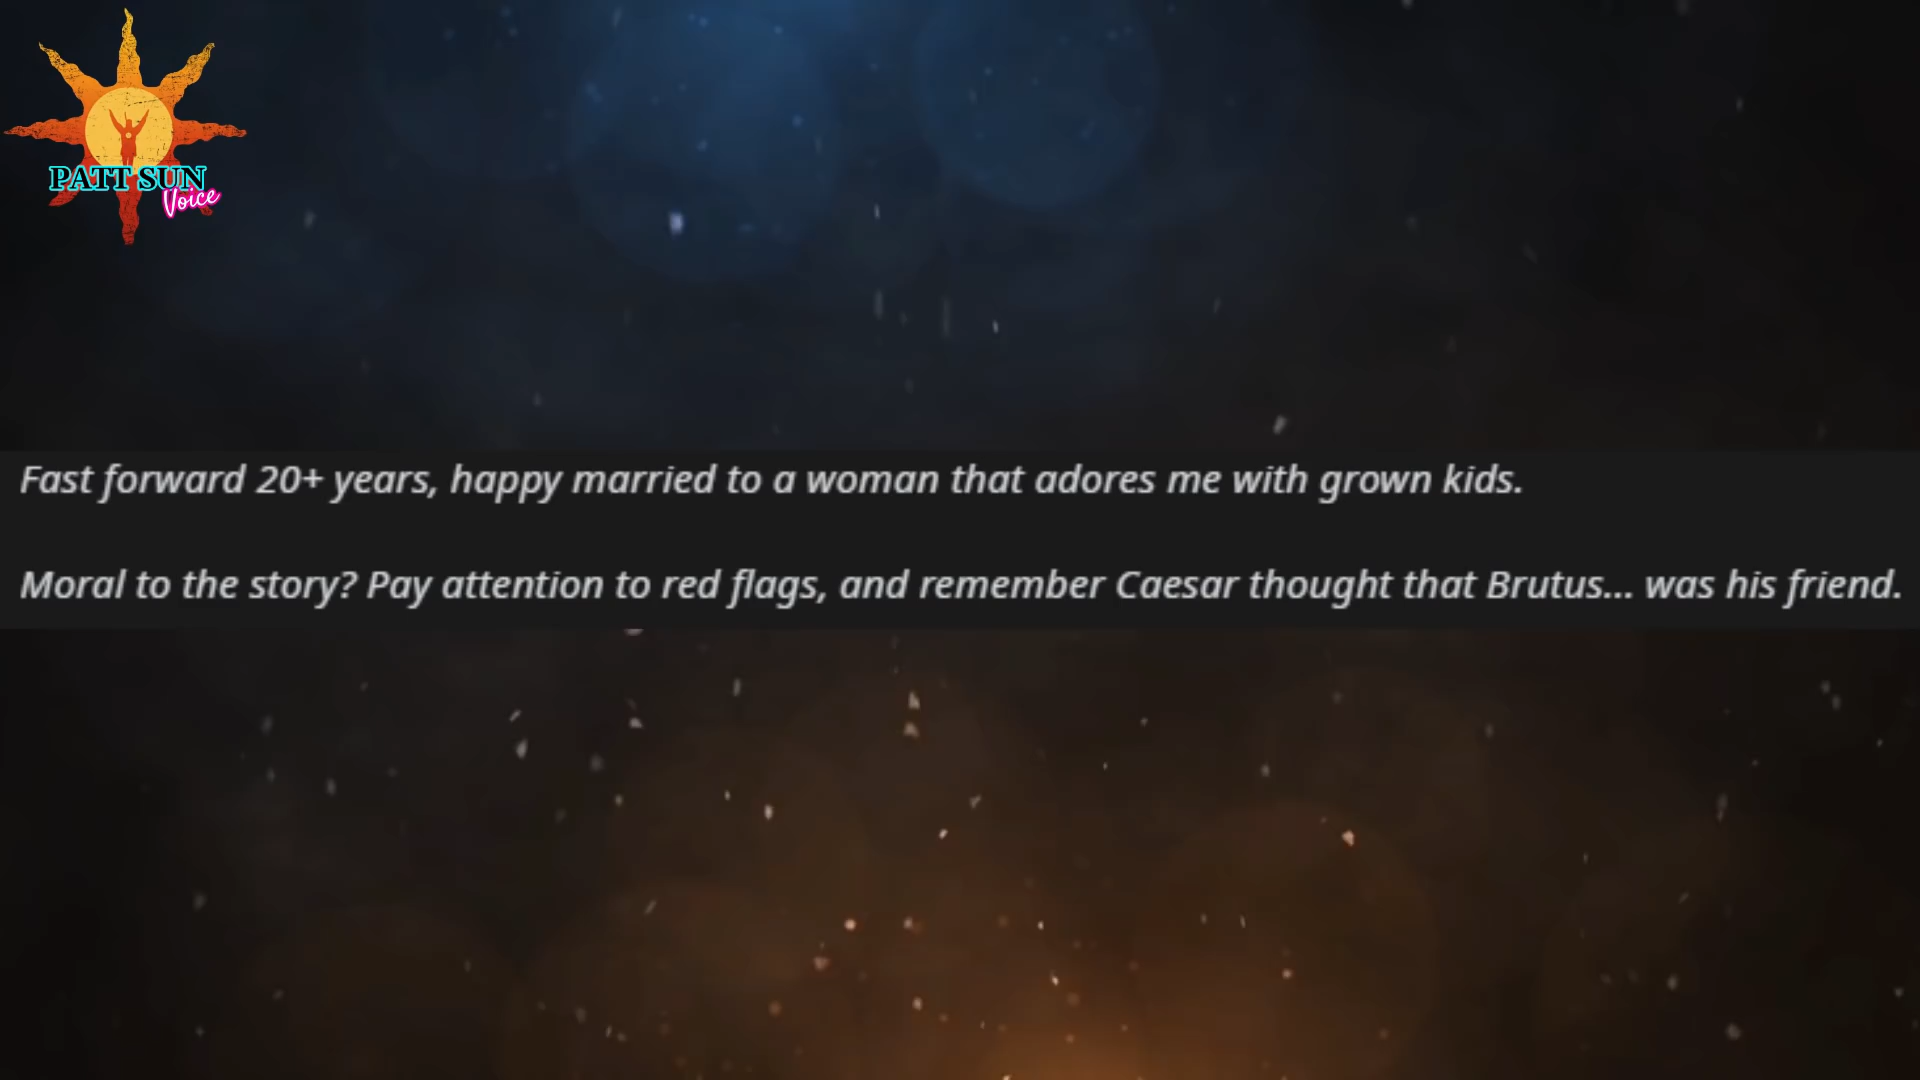 PATT SUN
Voice
Fast forward 20+ years, happy married to a woman that adores me with grown kids.
Moral to the story? Pay attention to red flags, and remember Caesar thought that Brutus... was his friend.